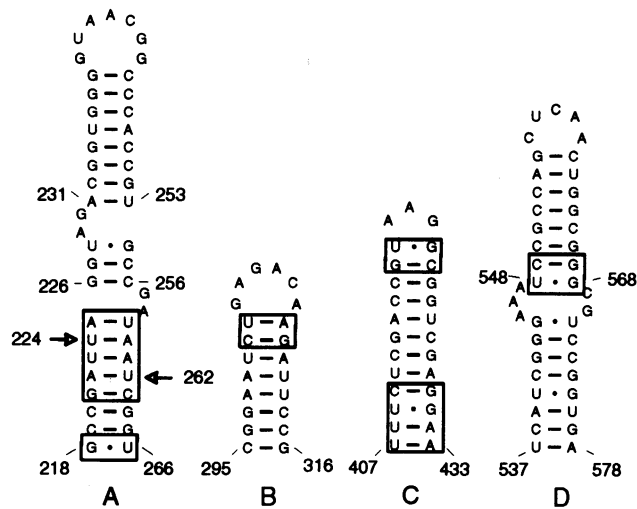 A A
U C
G G
G G
G – C
G – C
G – C
U – A
G – C
G – C
C – G
231 A – U 253
G
A
U · G
G – C
226 G – C 256
G
A
A – U
224 U – A
U – A
A – U 262
G – C
C – G
C – G
G · U
218 266
A
G
A G A C
G A
U – A
C – G
U – A
A – U
A – U
G – C
G – C
C – G
295 316
B
A
A G
U · G
G – C
C – G
C – G
A – U
G – C
C – G
U – A
C – G
U · G
U – A
U – A
407 433
C
C
U A
C A
G – C
A – U
C – G
C – G
G – C
C – G
548 C – G 568
U · G
A C
A G
A
G · U
G – C
C – G
U · G
A – U
C – G
U – A
537 578
D